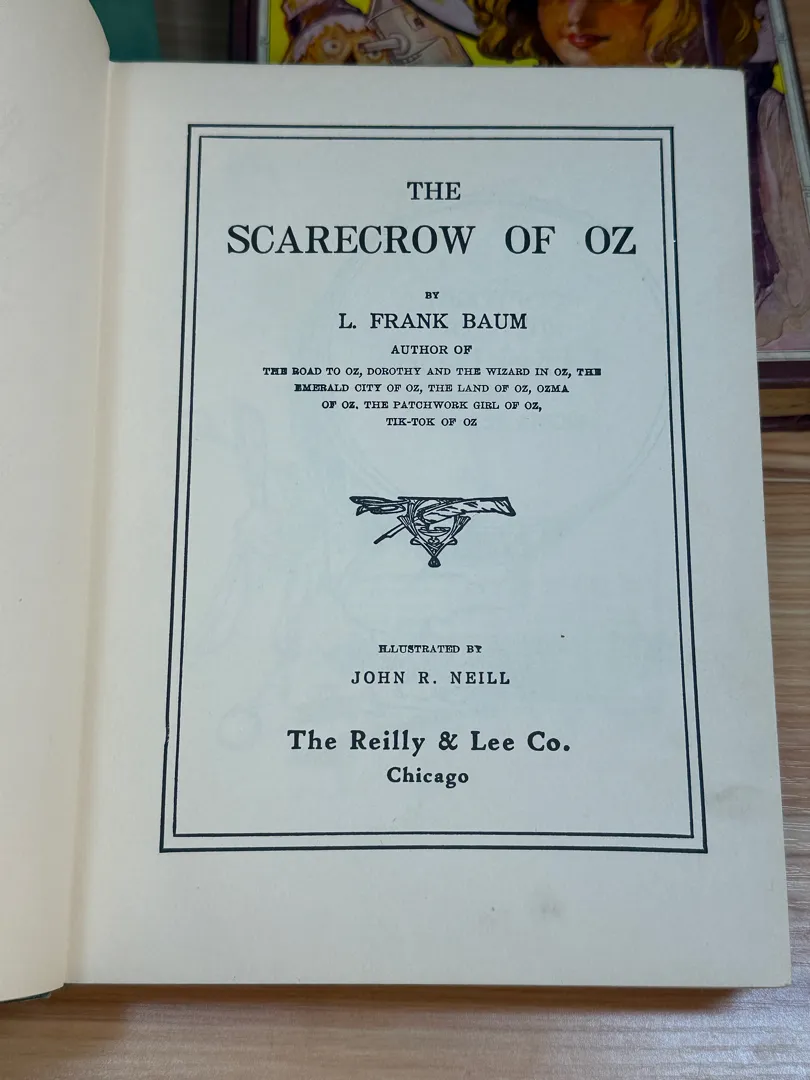 THE
SCARECROW OF OZ
BY
L. FRANK BAUM
AUTHOR OF
THE ROAD TO OZ, DOROTHY AND THE WIZARD IN OZ, THE
EMERALD CITY OF OZ, THE LAND OF OZ, OZMA
OF OZ. THE PATCHWORK GIRL OF OZ,
TIK-TOK OF OZ
ILLUSTRATED BY
JOHN R. NEILL
The Reilly & Lee Co.
Chicago